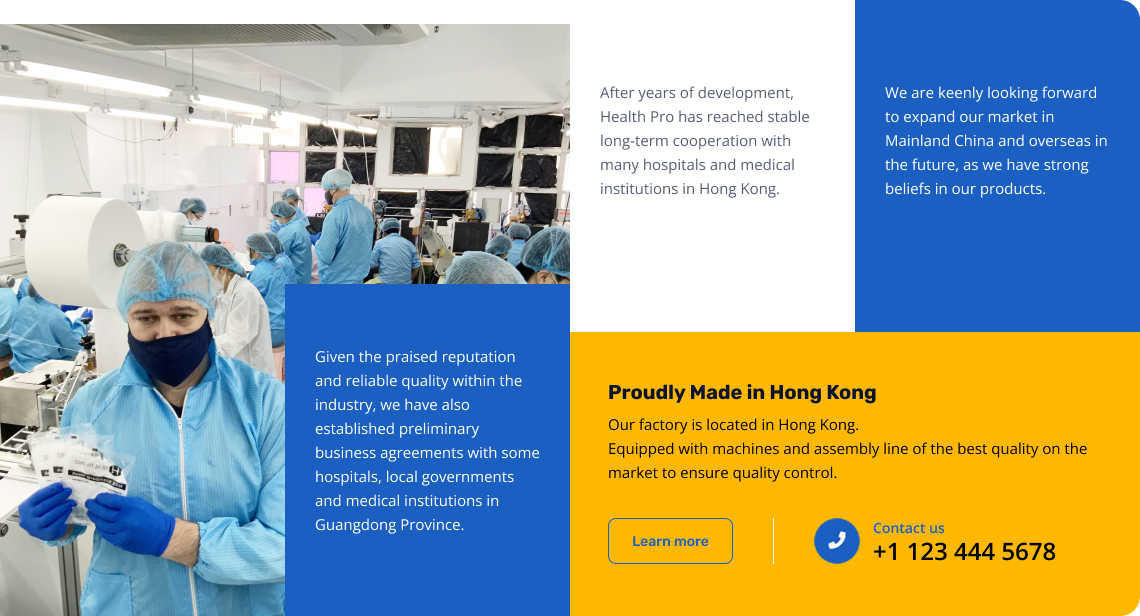 After years of development,
Health Pro has reached stable
long-term cooperation with
many hospitals and medical
institutions in Hong Kong.
We are keenly looking forward
to expand our market in
Mainland China and overseas in
the future, as we have strong
beliefs in our products.
Given the praised reputation
and reliable quality within the
industry, we have also
established preliminary
business agreements with some
hospitals, local governments
and medical institutions in
Guangdong Province.
Proudly Made in Hong Kong
Our factory is located in Hong Kong.
Equipped with machines and assembly line of the best quality on the
market to ensure quality control.
Learn more
Contact us
+1 123 444 5678